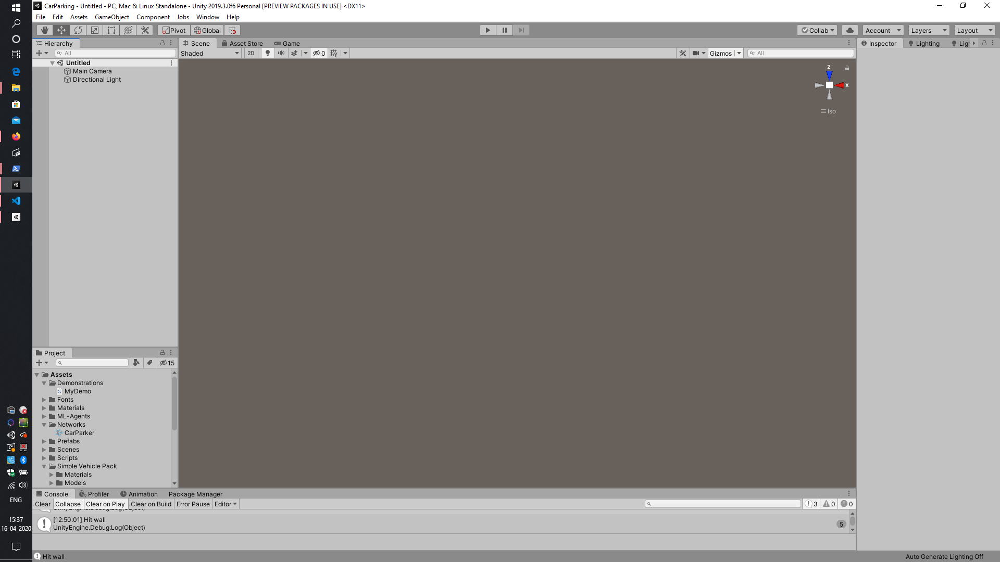 CarParking - Untitled - PC, Mac & Linux Standalone - Unity 2019.3.0f6 Personal [PREVIEW PACKAGES IN USE] <DX11>
File Edit Assets GameObject Component Jobs Window Help
Pivot Global Collab Account Layers Layout
Hierarchy
All
Untitled
Main Camera
Directional Light
Scene Asset Store Game
Shaded 2D 0 Gizmos All
z
x
Iso
Inspector Lighting
Project
15
Assets
Demonstrations
MyDemo
Fonts
Materials
ML-Agents
Networks
CarParker
Prefabs
Scenes
Scripts
Simple Vehicle Pack
Materials
Models
Console Profiler Animation Package Manager
Clear Collapse Clear on Play Clear on Build Error Pause Editor 3 0 0
UnityEngine.Debug:Log(Object)
[12:50:01] Hit wall
UnityEngine.Debug:Log(Object)
5
Hit wall
Auto Generate Lighting Off
ENG
15:37
16-04-2020